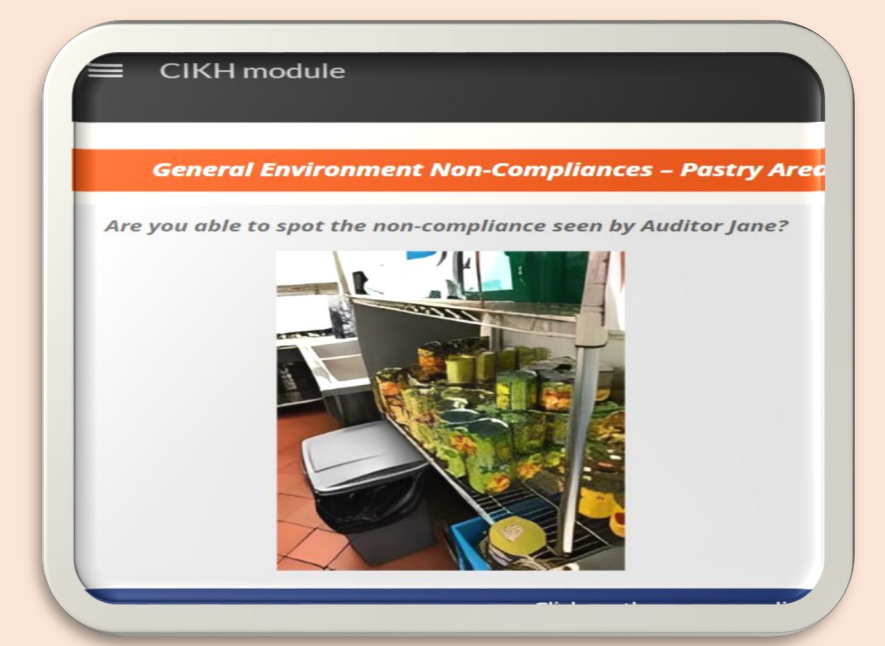 CIKH module
General Environment Non-Compliances – Pastry Area
Are you able to spot the non-compliance seen by Auditor Jane?